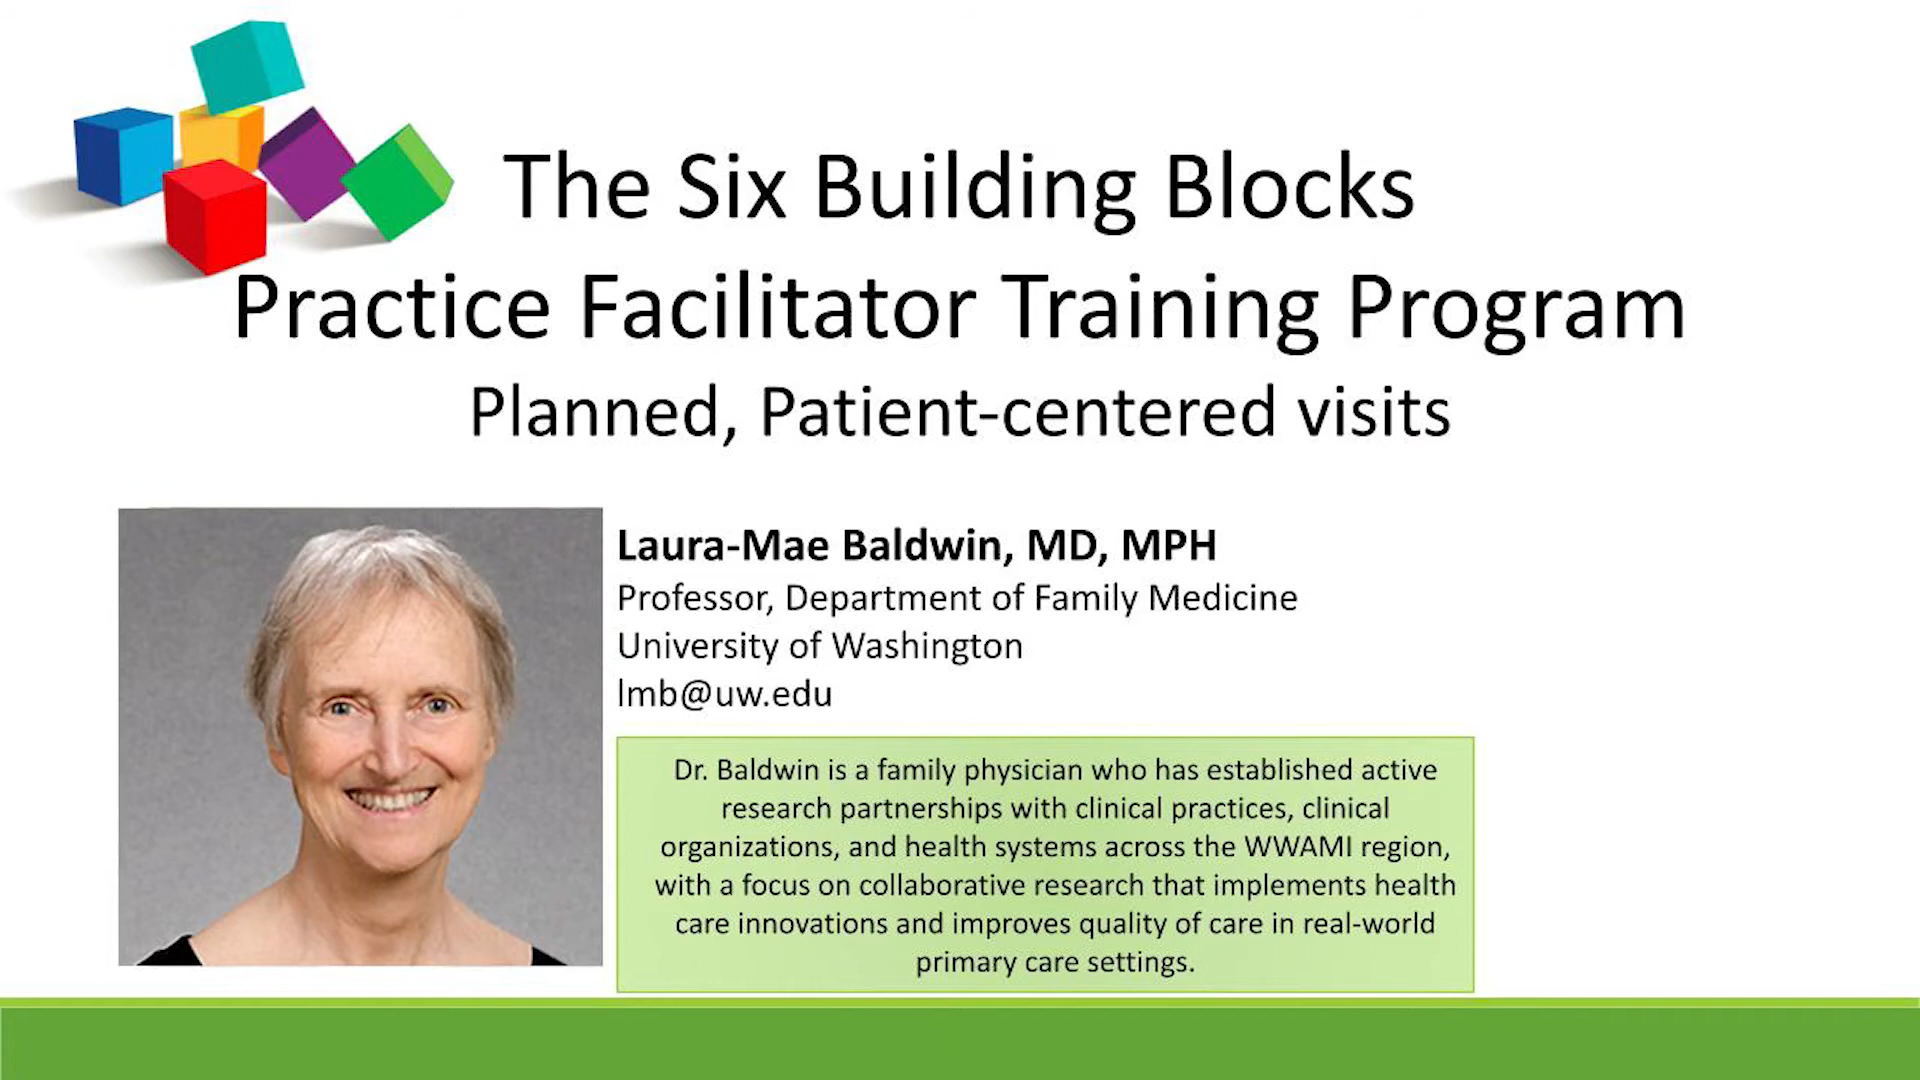 The Six Building Blocks
Practice Facilitator Training Program
Planned, Patient-centered visits
Laura-Mae Baldwin, MD, MPH
Professor, Department of Family Medicine
University of Washington
lmb@uw.edu
Dr. Baldwin is a family physician who has established active
research partnerships with clinical practices, clinical
organizations, and health systems across the WWAMI region,
with a focus on collaborative research that implements health
care innovations and improves quality of care in real-world
primary care settings.